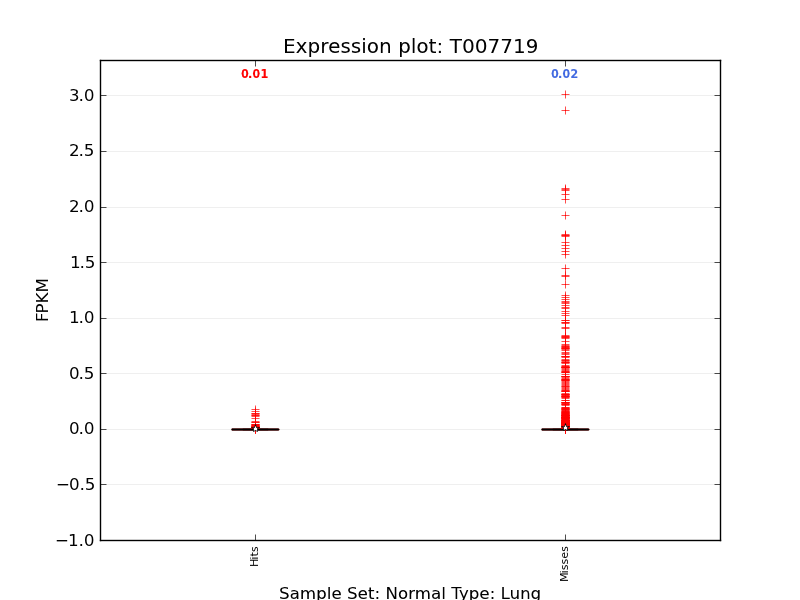 Expression plot: T007719
0.01
0.02
3.0
2.5
2.0
1.5
1.0
0.5
0.0
−0.5
−1.0
FPKM
Hits
Misses
Sample Set: Normal Type: Lung